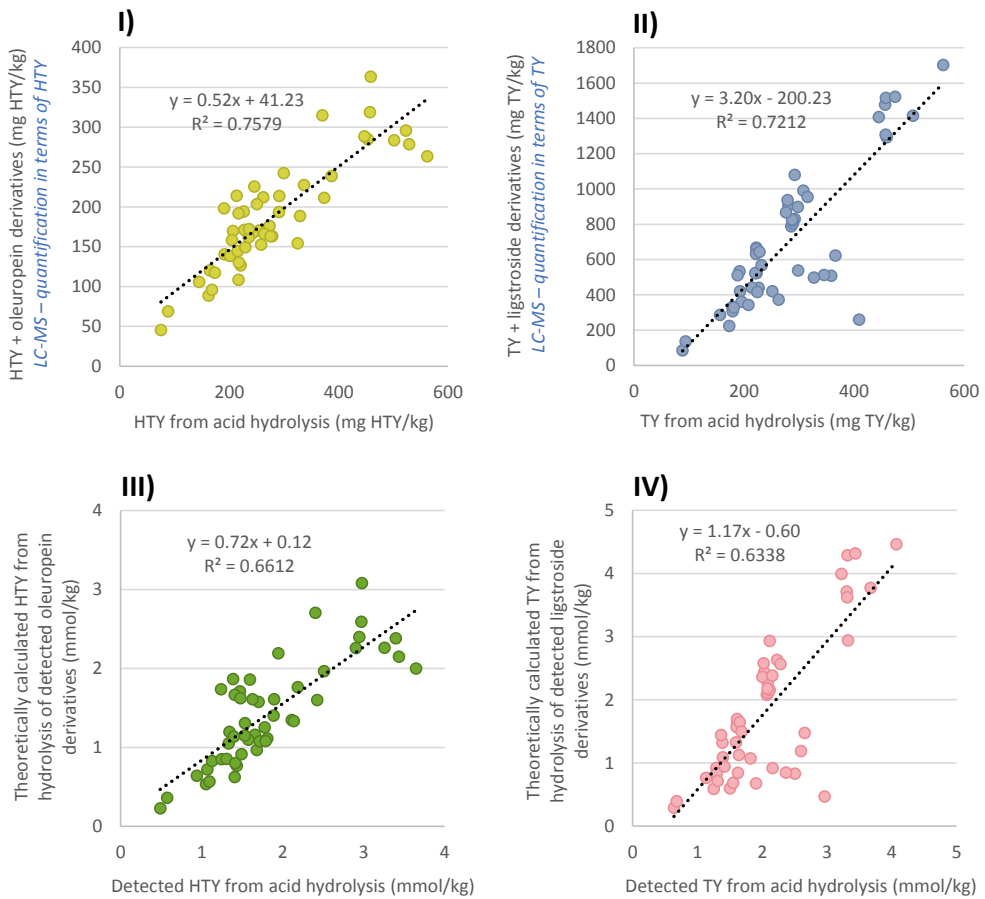 I)
HTY + oleuropein derivatives (mg HTY/kg)
LC-MS – quantification in terms of HTY
400
350
300
250
200
150
100
50
0
y = 0.52x + 41.23
R² = 0.7579
0 200 400 600
HTY from acid hydrolysis (mg HTY/kg)
II)
TY + ligstroside derivatives (mg TY/kg)
LC-MS – quantification in terms of TY
1800
1600
1400
1200
1000
800
600
400
200
0
y = 3.20x - 200.23
R² = 0.7212
0 200 400 600
TY from acid hydrolysis (mg TY/kg)
III)
Theoretically calculated HTY from
hydrolysis of detected oleuropein
derivatives (mmol/kg)
4
3
2
1
0
y = 0.72x + 0.12
R² = 0.6612
0 1 2 3 4
Detected HTY from acid hydrolysis (mmol/kg)
IV)
Theoretically calculated TY from
hydrolysis of detected ligstroside
derivatives (mmol/kg)
5
4
3
2
1
0
y = 1.17x - 0.60
R² = 0.6338
0 1 2 3 4 5
Detected TY from acid hydrolysis (mmol/kg)